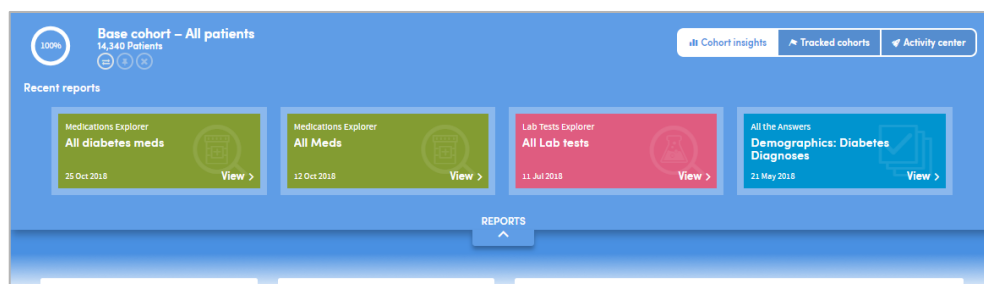 100%
Base cohort – All patients
14,340 Patients
Cohort insights
Tracked cohorts
Activity center
Recent reports
Medications Explorer
All diabetes meds
25 Oct 2018
View >
Medications Explorer
All Meds
12 Oct 2018
View >
Lab Tests Explorer
All Lab tests
11 Jul 2018
View >
All the Answers
Demographics: Diabetes
Diagnoses
21 May 2018
View >
REPORTS